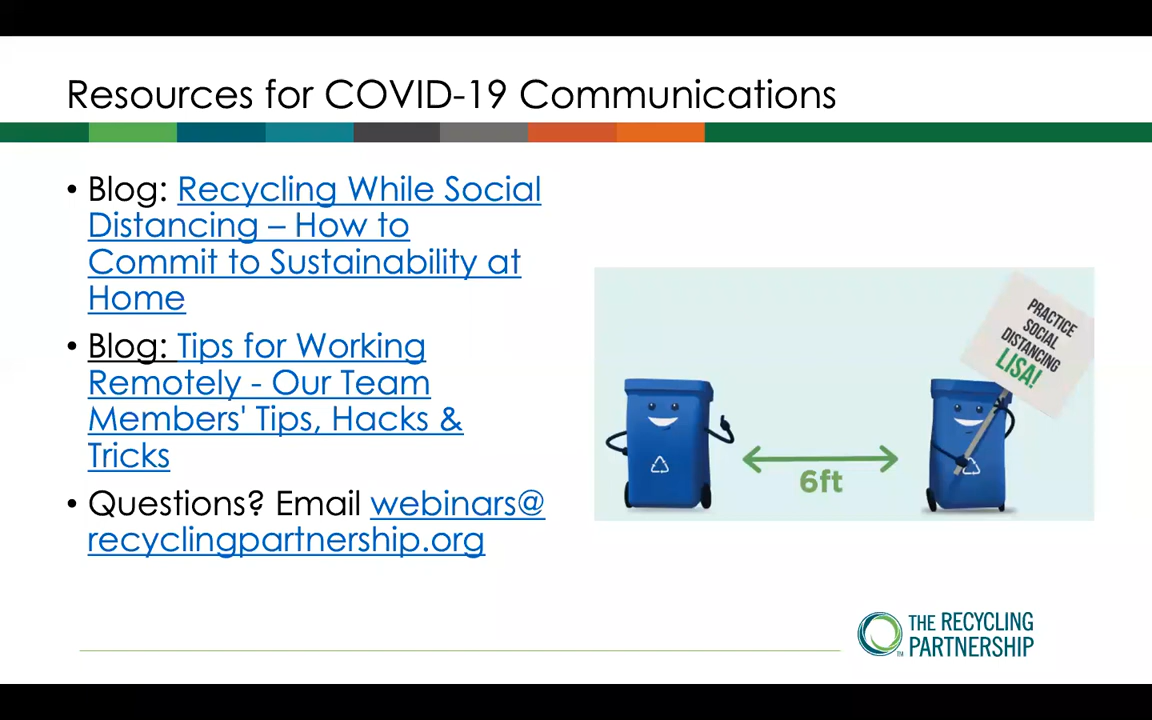 Resources for COVID-19 Communications
• Blog: Recycling While Social
Distancing – How to
Commit to Sustainability at
Home
• Blog: Tips for Working
Remotely - Our Team
Members' Tips, Hacks &
Tricks
• Questions? Email webinars@
recyclingpartnership.org
PRACTICE
SOCIAL
DISTANCING
LISA!
6ft
THE RECYCLING
PARTNERSHIP
TM